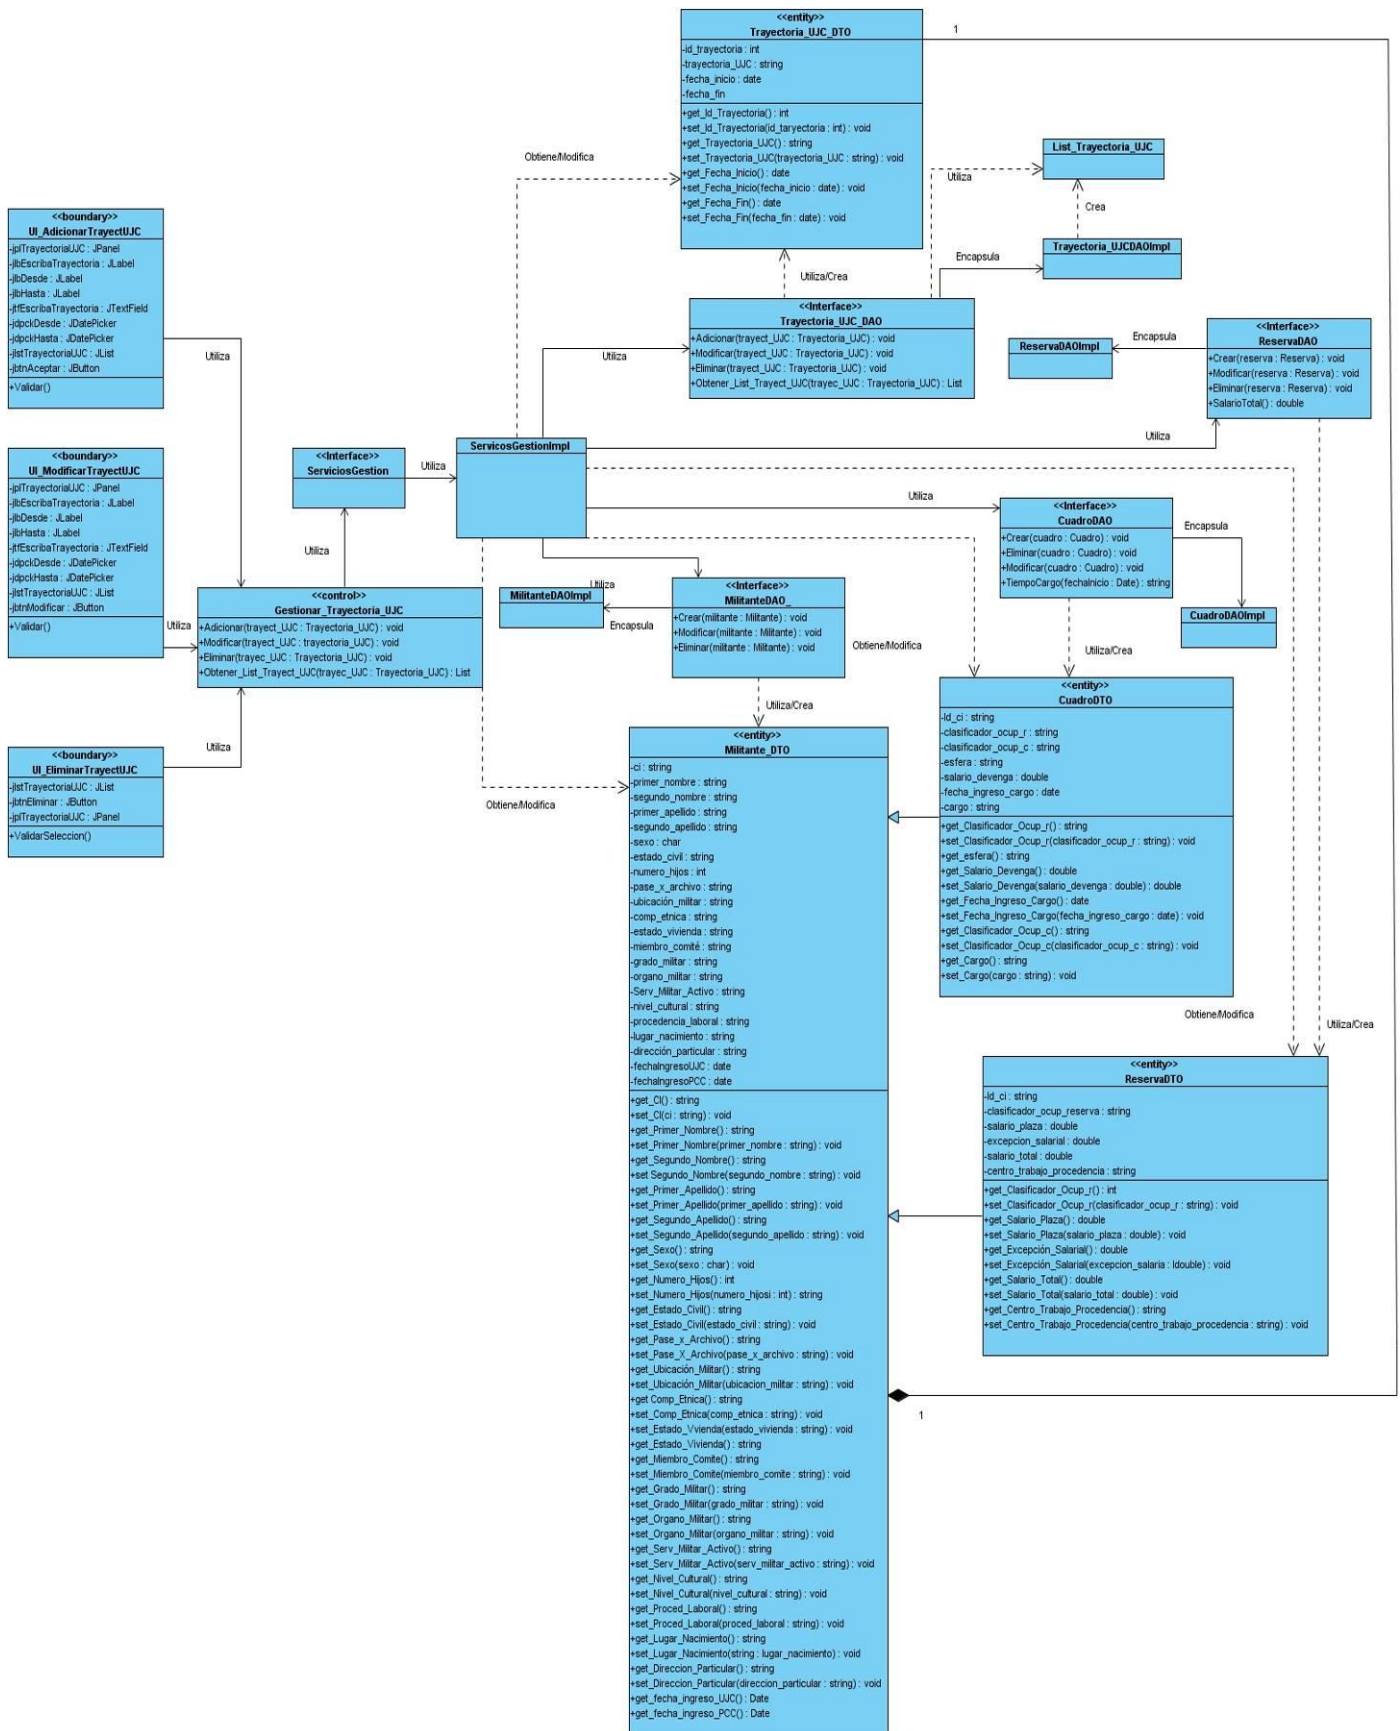 <<entity>>
Trayectoria_UJC_DTO
-id_trayectoria : int
-trayectoria_UJC : string
-fecha_inicio : date
-fecha_fin
+get_Id_Trayectoria() : int
+set_Id_Trayectoria(id_taryectoria : int) : void
+get_Trayectoria_UJC() : string
+set_Trayectoria_UJC(trayectoria_UJC : string) : void
+get_Fecha_Inicio() : date
+set_Fecha_Inicio(fecha_inicio : date) : void
+get_Fecha_Fin() : date
+set_Fecha_Fin(fecha_fin : date) : void
1
Obtiene/Modifica
List_Trayectoria_UJC
Utiliza
Crea
Trayectoria_UJCDAOImpl
Encapsula
Utiliza/Crea
<<Interface>>
Trayectoria_UJC_DAO
+Adicionar(trayect_UJC : Trayectoria_UJC) : void
+Modificar(trayect_UJC : Trayectoria_UJC) : void
+Eliminar(trayect_UJC : Trayectoria_UJC) : void
+Obtener_List_Trayect_UJC(trayec_UJC : Trayectoria_UJC) : List
Utiliza
<<Interface>>
ReservaDAO
+Crear(reserva : Reserva) : void
+Modificar(reserva : Reserva) : void
+Eliminar(reserva : Reserva) : void
+SalarioTotal() : double
Encapsula
ReservaDAOImpl
Utiliza
<<boundary>>
UI_AdicionarTrayectUJC
-jplTrayectoriaUJC : JPanel
-jlbEscribaTrayectoria : JLabel
-jlbDesde : JLabel
-jlbHasta : JLabel
-jtfEscribaTrayectoria : JTextField
-jdpckDesde : JDatePicker
-jdpckHasta : JDatePicker
-jlstTrayectoriaUJC : JList
-jbtnAceptar : JButton
+Validar()
Utiliza
<<boundary>>
UI_ModificarTrayectUJC
-jplTrayectoriaUJC : JPanel
-jlbEscribaTrayectoria : JLabel
-jlbDesde : JLabel
-jlbHasta : JLabel
-jtfEscribaTrayectoria : JTextField
-jdpckDesde : JDatePicker
-jdpckHasta : JDatePicker
-jlstTrayectoriaUJC : JList
-jbtnModificar : JButton
+Validar()
Utiliza
<<Interface>>
ServiciosGestion
Utiliza
ServicosGestionImpl
Utiliza
<<control>>
Gestionar_Trayectoria_UJC
+Adicionar(trayect_UJC : Trayectoria_UJC) : void
+Modificar(trayect_UJC : trayectoria_UJC) : void
+Eliminar(trayec_UJC : Trayectoria_UJC) : void
+Obtener_List_Trayect_UJC(trayec_UJC : Trayectoria_UJC) : List
<<boundary>>
UI_EliminarTrayectUJC
-jlstTrayectoriaUJC : JList
-jbtnEliminar : JButton
-jplTrayectoriaUJC : JPanel
+ValidarSeleccion()
Utiliza
Utiliza
<<Interface>>
CuadroDAO
+Crear(cuadro : Cuadro) : void
+Eliminar(cuadro : Cuadro) : void
+Modificar(cuadro : Cuadro) : void
+TiempoCargo(fechaInicio : Date) : string
Encapsula
CuadroDAOImpl
Utiliza
MilitanteDAOImpl
Encapsula
<<Interface>>
MilitanteDAO_
+Crear(militante : Militante) : void
+Modificar(militante : Militante) : void
+Eliminar(militante : Militante) : void
Obtiene/Modifica
Utiliza/Crea
Utiliza/Crea
Obtiene/Modifica
<<entity>>
CuadroDTO
-Id_ci : string
-clasificador_ocup_r : string
-clasificador_ocup_c : string
-esfera : string
-salario_devenga : double
-fecha_ingreso_cargo : date
-cargo : string
+get_Clasificador_Ocup_r() : string
+set_Clasificador_Ocup_r(clasificador_ocup_r : string) : void
+get_esfera() : string
+get_Salario_Devenga() : double
+set_Salario_Devenga(salario_devenga : double) : double
+get_Fecha_Ingreso_Cargo() : date
+set_Fecha_Ingreso_Cargo(fecha_ingreso_cargo : date) : void
+get_Clasificador_Ocup_c() : string
+set_Clasificador_Ocup_c(clasificador_ocup_c : string) : void
+get_Cargo() : string
+set_Cargo(cargo : string) : void
Obtiene/Modifica
Utiliza/Crea
<<entity>>
ReservaDTO
-Id_ci : string
-clasificador_ocup_reserva : string
-salario_plaza : double
-excepcion_salarial : double
-salario_total : double
-centro_trabajo_procedencia : string
+get_Clasificador_Ocup_r() : int
+set_Clasificador_Ocup_r(clasificador_ocup_r : string) : void
+get_Salario_Plaza() : double
+set_Salario_Plaza(salario_plaza : double) : void
+get_Excepción_Salarial() : double
+set_Excepción_Salarial(excepcion_salaria : ldouble) : void
+get_Salario_Total() : double
+set_Salario_Total(salario_total : double) : void
+get_Centro_Trabajo_Procedencia() : string
+set_Centro_Trabajo_Procedencia(centro_trabajo_procedencia : string) : void
1
<<entity>>
Militante_DTO
-ci : string
-primer_nombre : string
-segundo_nombre : string
-primer_apellido : string
-segundo_apellido : string
-sexo : char
-estado_civil : string
-numero_hijos : int
-pase_x_archivo : string
-ubicación_militar : string
-comp_etnica : string
-estado_vivienda : string
-miembro_comité : string
-grado_militar : string
-organo_militar : string
-Serv_Militar_Activo : string
-nivel_cultural : string
-procedencia_laboral : string
-lugar_nacimiento : string
-dirección_particular : string
-fechaIngresoUJC : date
-fechaIngresoPCC : date
+get_CI() : string
+set_CI(ci : string) : void
+get_Primer_Nombre() : string
+set_Primer_Nombre(primer_nombre : string) : void
+get_Segundo_Nombre() : string
+set Segundo_Nombre(segundo_nombre : string) : void
+get_Primer_Apellido() : string
+set_Primer_Apellido(primer_apellido : string) : void
+get_Segundo_Apellido() : string
+set_Segundo_Apellido(segundo_apellido : string) : void
+get_Sexo() : string
+set_Sexo(sexo : char) : void
+get_Numero_Hijos() : int
+set_Numero_Hijos(numero_hijosi : int) : string
+get_Estado_Civil() : string
+set_Estado_Civil(estado_civil : string) : void
+get_Pase_x_Archivo() : string
+set_Pase_X_Archivo(pase_x_archivo : string) : void
+get_Ubicación_Militar() : string
+set_Ubicación_Militar(ubicacion_militar : string) : void
+get Comp_Etnica() : string
+set_Comp_Etnica(comp_etnica : string) : void
+set_Estado_Vvienda(estado_vivienda : string) : void
+get_Estado_Vivienda() : string
+get_Miembro_Comite() : string
+set_Miembro_Comite(miembro_comite : string) : void
+get_Grado_Militar() : string
+set_Grado_Militar(grado_militar : string) : void
+get_Organo_Militar() : string
+set_Organo_Militar(organo_militar : string) : void
+get_Serv_Militar_Activo() : string
+set_Serv_Militar_Activo(serv_militar_activo : string) : void
+get_Nivel_Cultural() : string
+set_Nivel_Cultural(nivel_cultural : string) : void
+get_Proced_Laboral() : string
+set_Proced_Laboral(proced_laboral : string) : void
+get_Lugar_Nacimiento() : string
+set_Lugar_Nacimiento(string : lugar_nacimiento) : void
+get_Direccion_Particular() : string
+set_Direccion_Particular(direccion_particular : string) : void
+get_fecha_ingreso_UJC() : Date
+get_fecha_ingreso_PCC() : Date